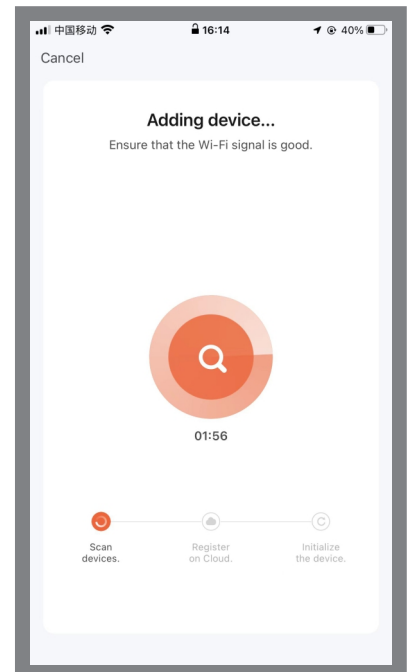 中国移动 16:14 40%
Cancel
Adding device...
Ensure that the Wi-Fi signal is good.
01:56
Scan Register Initialize
devices. on Cloud. the device.